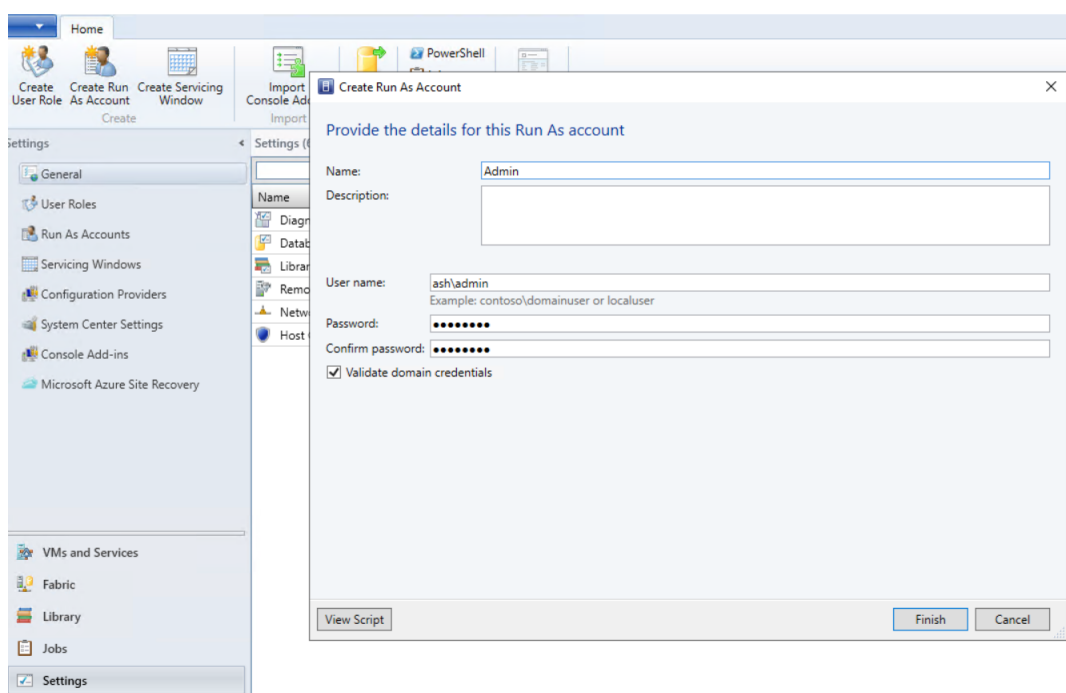 Home
Create User Role
Create Run As Account
Create Servicing Window
Import
Console Add
PowerShell
Create
Import
Settings
Settings (6
General
User Roles
Run As Accounts
Servicing Windows
Configuration Providers
System Center Settings
Console Add-ins
Microsoft Azure Site Recovery
VMs and Services
Fabric
Library
Jobs
Settings
Name
Diagn
Datab
Librar
Remo
Netwo
Host
Create Run As Account
Provide the details for this Run As account
Name: Admin
Description:
User name: ash\admin
Example: contoso\domainuser or localuser
Password: ●●●●●●●●
Confirm password: ●●●●●●●●
Validate domain credentials
View Script
Finish
Cancel